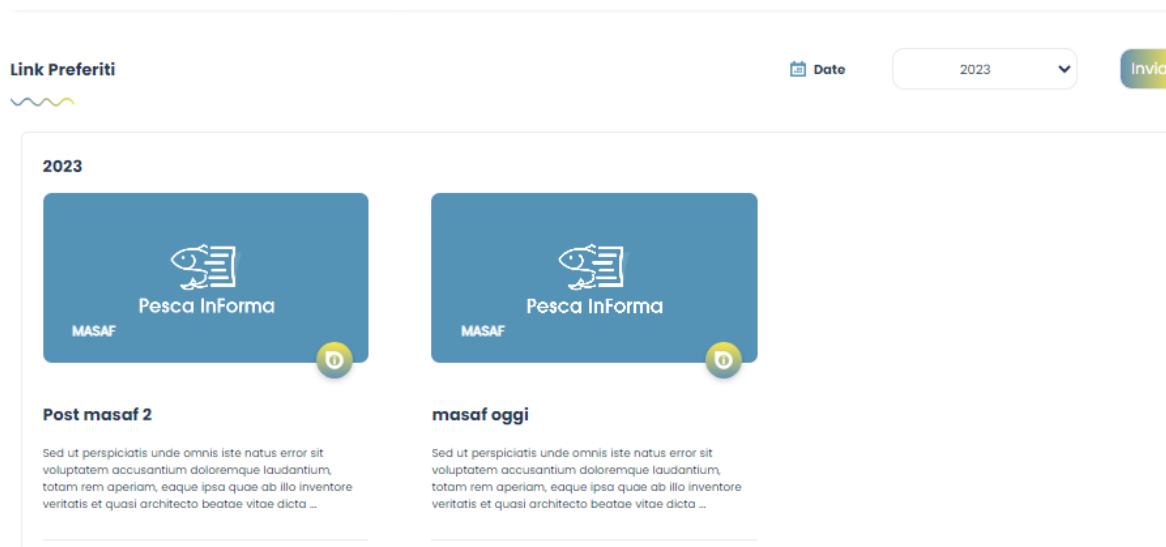 Link Preferiti
Date
2023
2023
Pesca InForma
MASAF
Pesca InForma
MASAF
Post masaf 2
Sed ut perspiciatis unde omnis iste natus error sit
voluptatem accusantium doloremque laudantium,
totam rem aperiam, eaque ipsa quae ab illo inventore
veritatis et quasi architecto beatae vitae dicta ...
masaf oggi
Sed ut perspiciatis unde omnis iste natus error sit
voluptatem accusantium doloremque laudantium,
totam rem aperiam, eaque ipsa quae ab illo inventore
veritatis et quasi architecto beatae vitae dicta ...